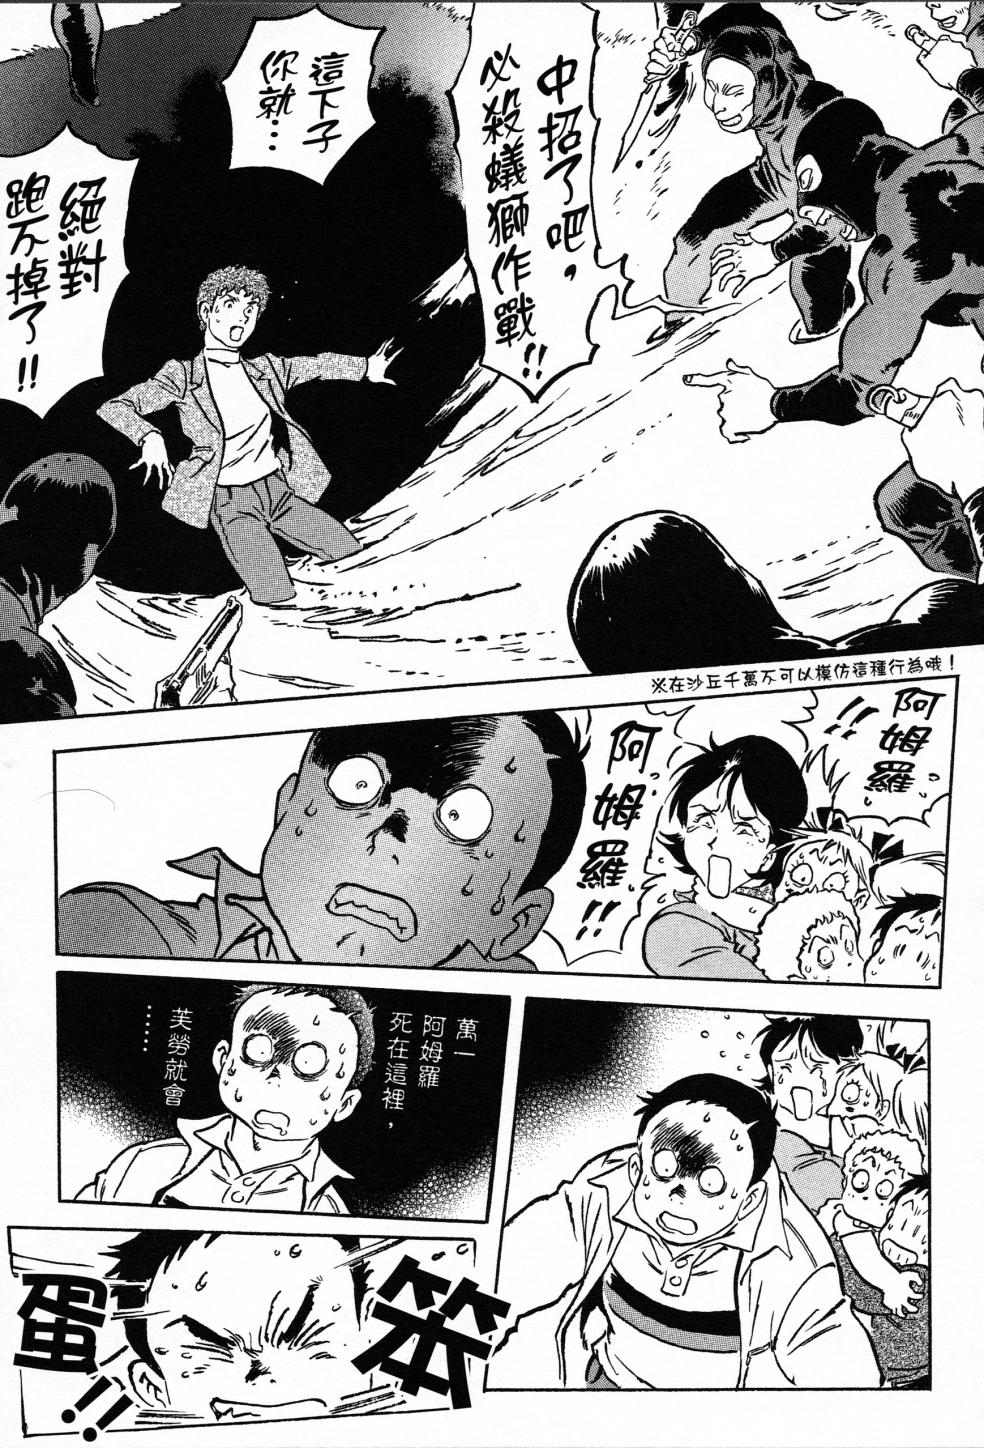 中招了吧，
必殺蟻獅作戰!!
這下子
你就…
絕對
跑不掉了!!
※在沙丘千萬不可以模仿這種行為哦！
阿姆羅
!!
阿姆羅!!
萬一
阿姆羅
死在這裡，
芙勞就會
……
笨
蛋!!